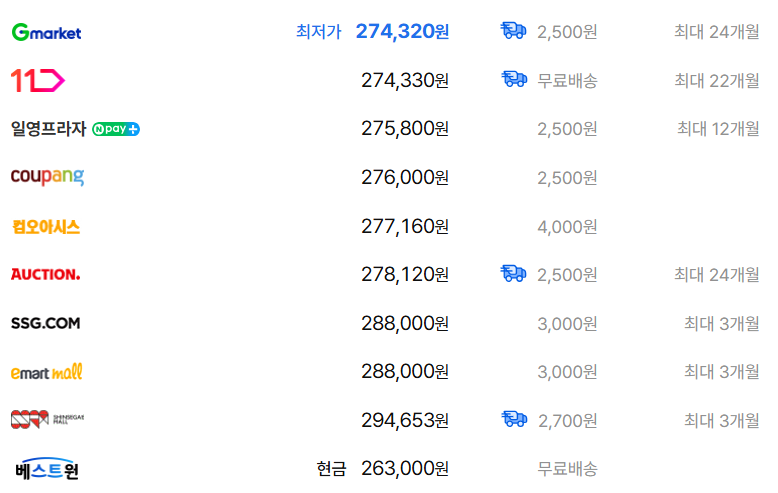 Gmarket 최저가 274,320원 2,500원 최대 24개월
11 274,330원 무료배송 최대 22개월
일영프라자 N pay+ 275,800원 2,500원 최대 12개월
coupang 276,000원 2,500원
컴오아시스 277,160원 4,000원
AUCTION. 278,120원 2,500원 최대 24개월
SSG.COM 288,000원 3,000원 최대 3개월
emart mall 288,000원 3,000원 최대 3개월
SHINSEGAE MALL 294,653원 2,700원 최대 3개월
베스트원 현금 263,000원 무료배송